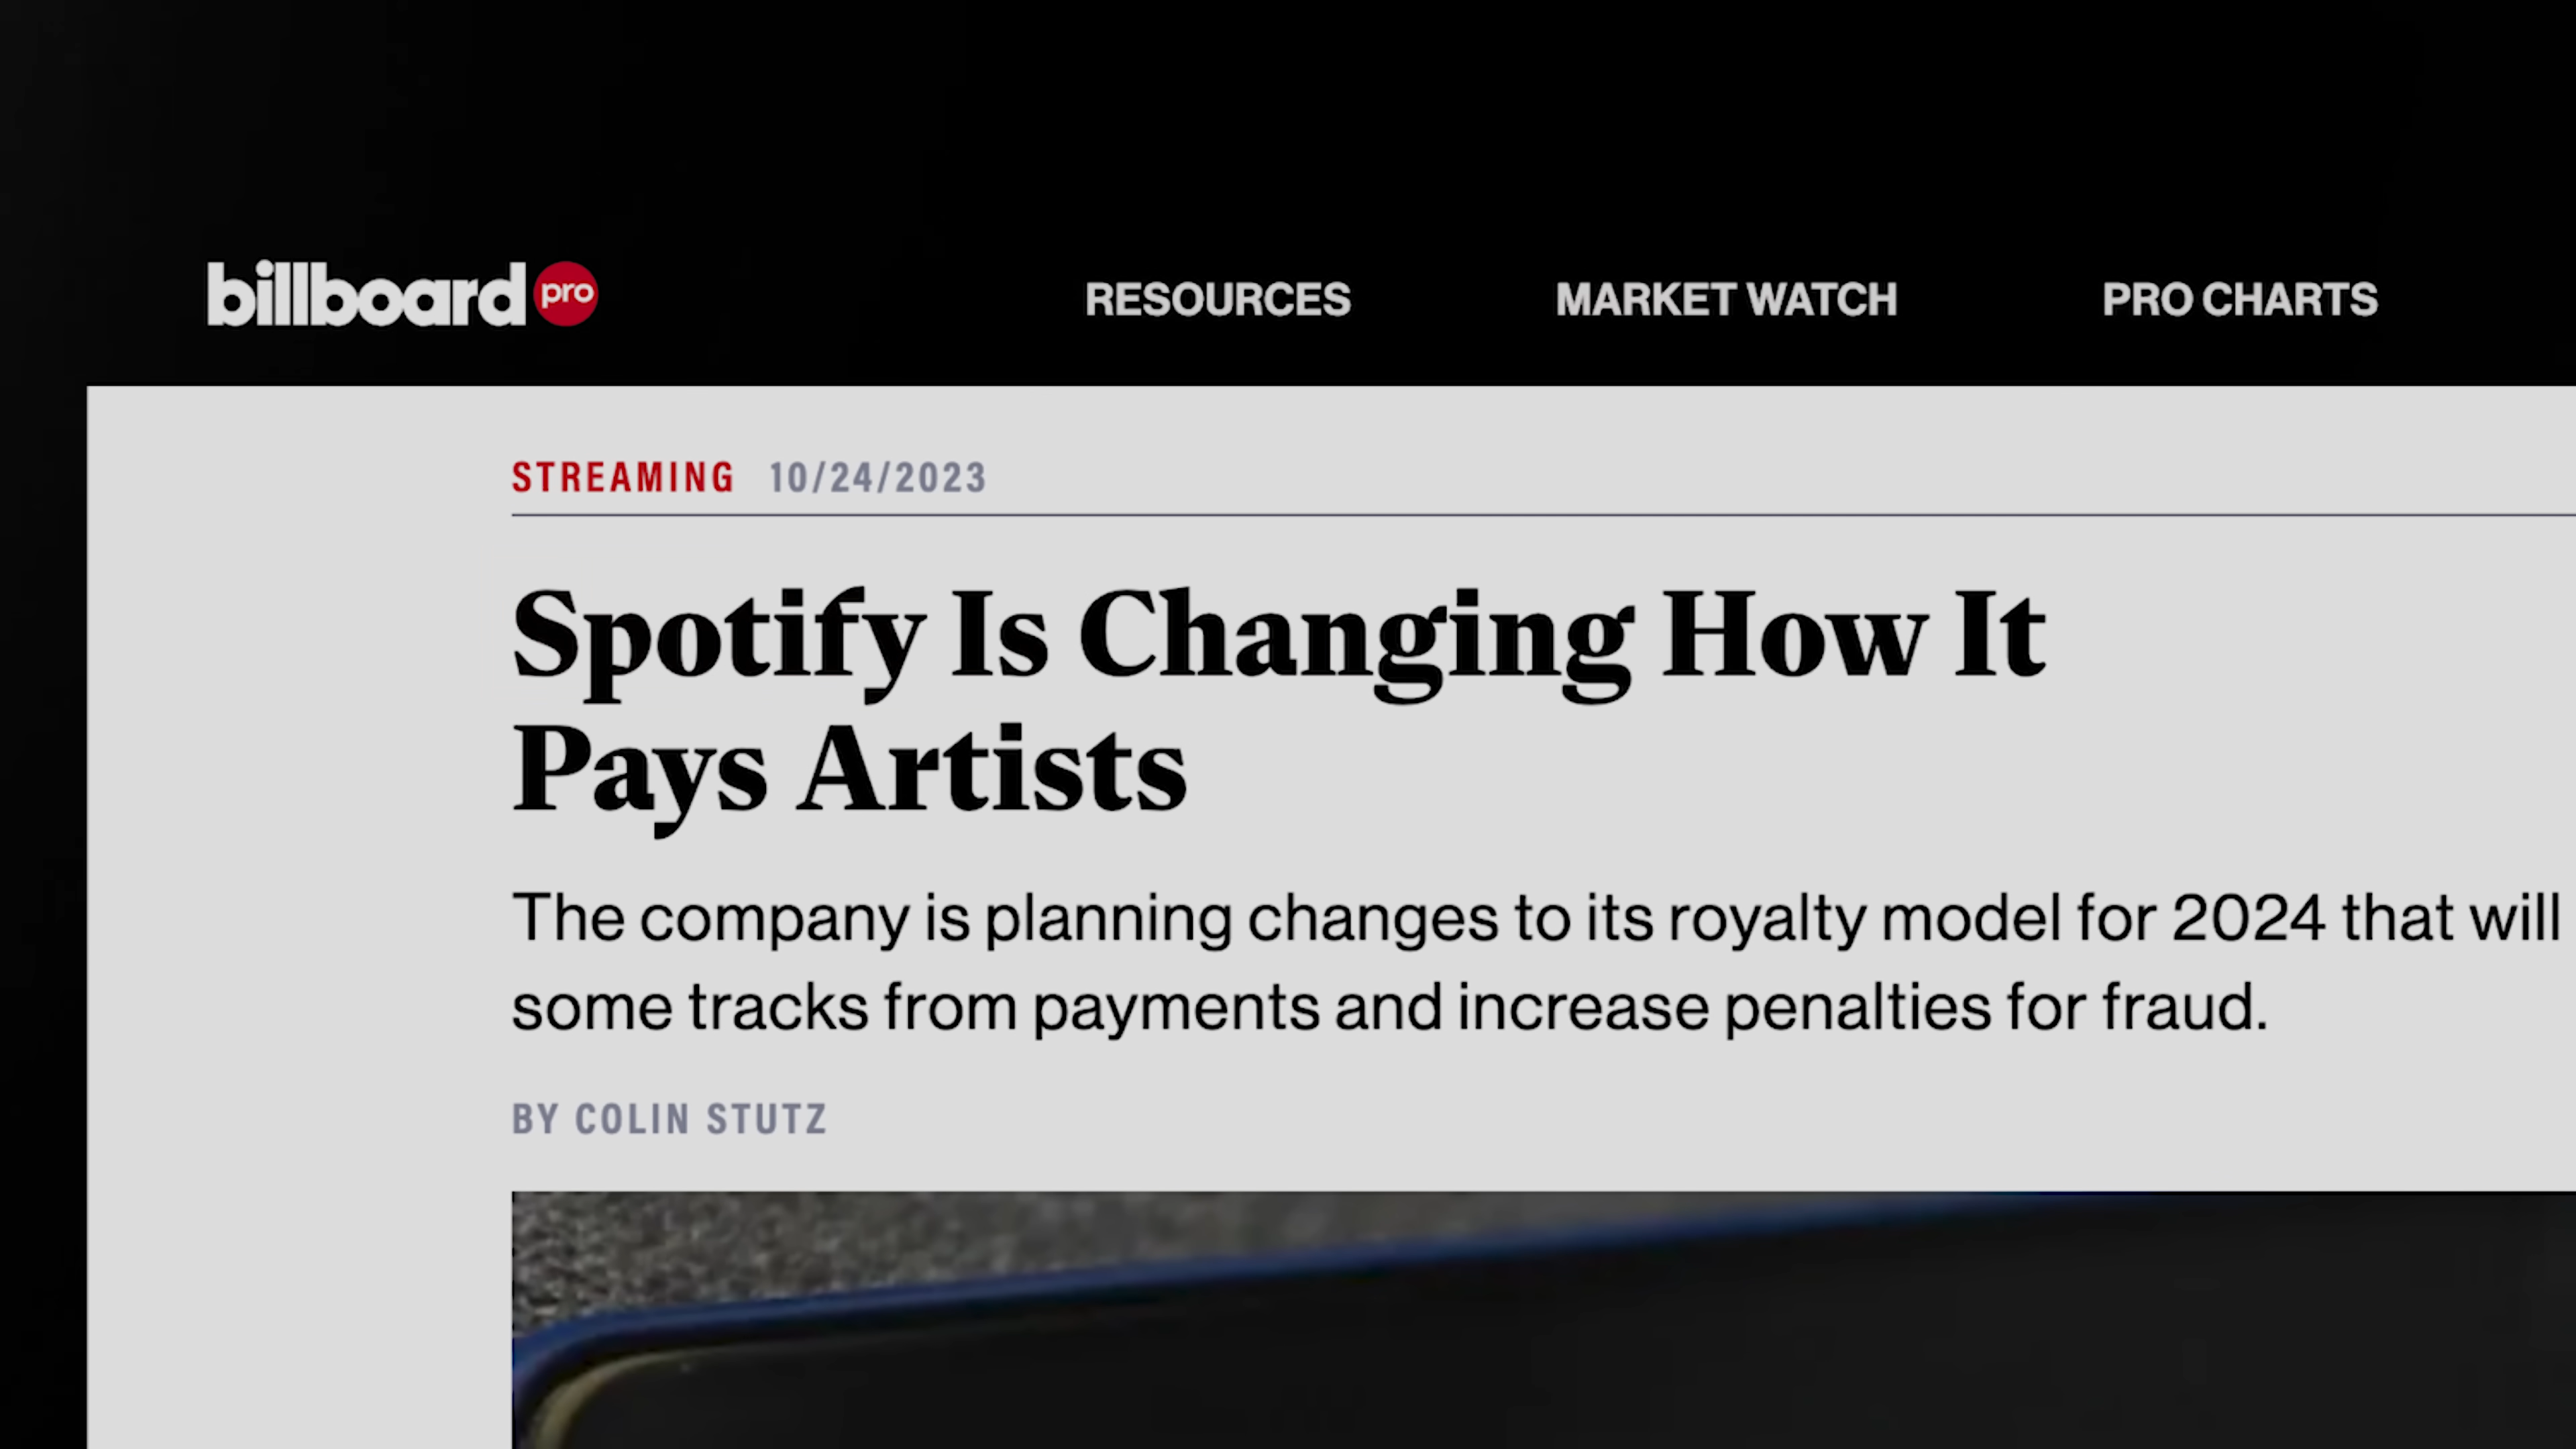 billboard pro
RESOURCES
MARKET WATCH
PRO CHARTS
STREAMING 10/24/2023
Spotify Is Changing How It
Pays Artists
The company is planning changes to its royalty model for 2024 that will
some tracks from payments and increase penalties for fraud.
BY COLIN STUTZ